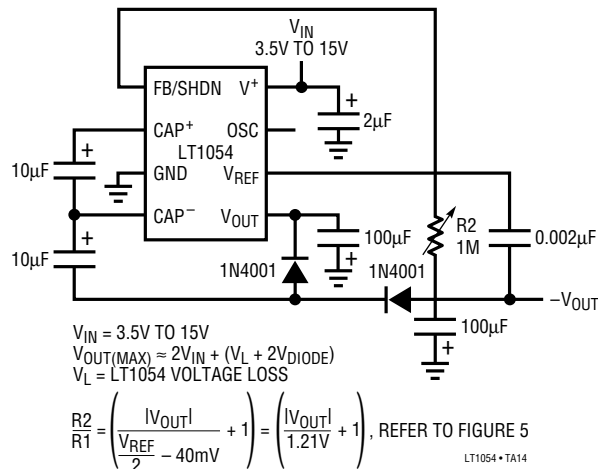 V_IN
3.5V TO 15V
FB/SHDN V+
+
2µF
CAP+ OSC
+
LT1054
10µF
GND V_REF
CAP− V_OUT
R2
1M
0.002µF
+
10µF
100µF
+
1N4001
1N4001
−V_OUT
100µF
+
V_IN = 3.5V TO 15V
V_OUT(MAX) ≈ 2V_IN + (V_L + 2V_DIODE)
V_L = LT1054 VOLTAGE LOSS
R2/R1 = (|V_OUT| / (V_REF/2 – 40mV) + 1) = (|V_OUT|/1.21V + 1), REFER TO FIGURE 5
LT1054 • TA14